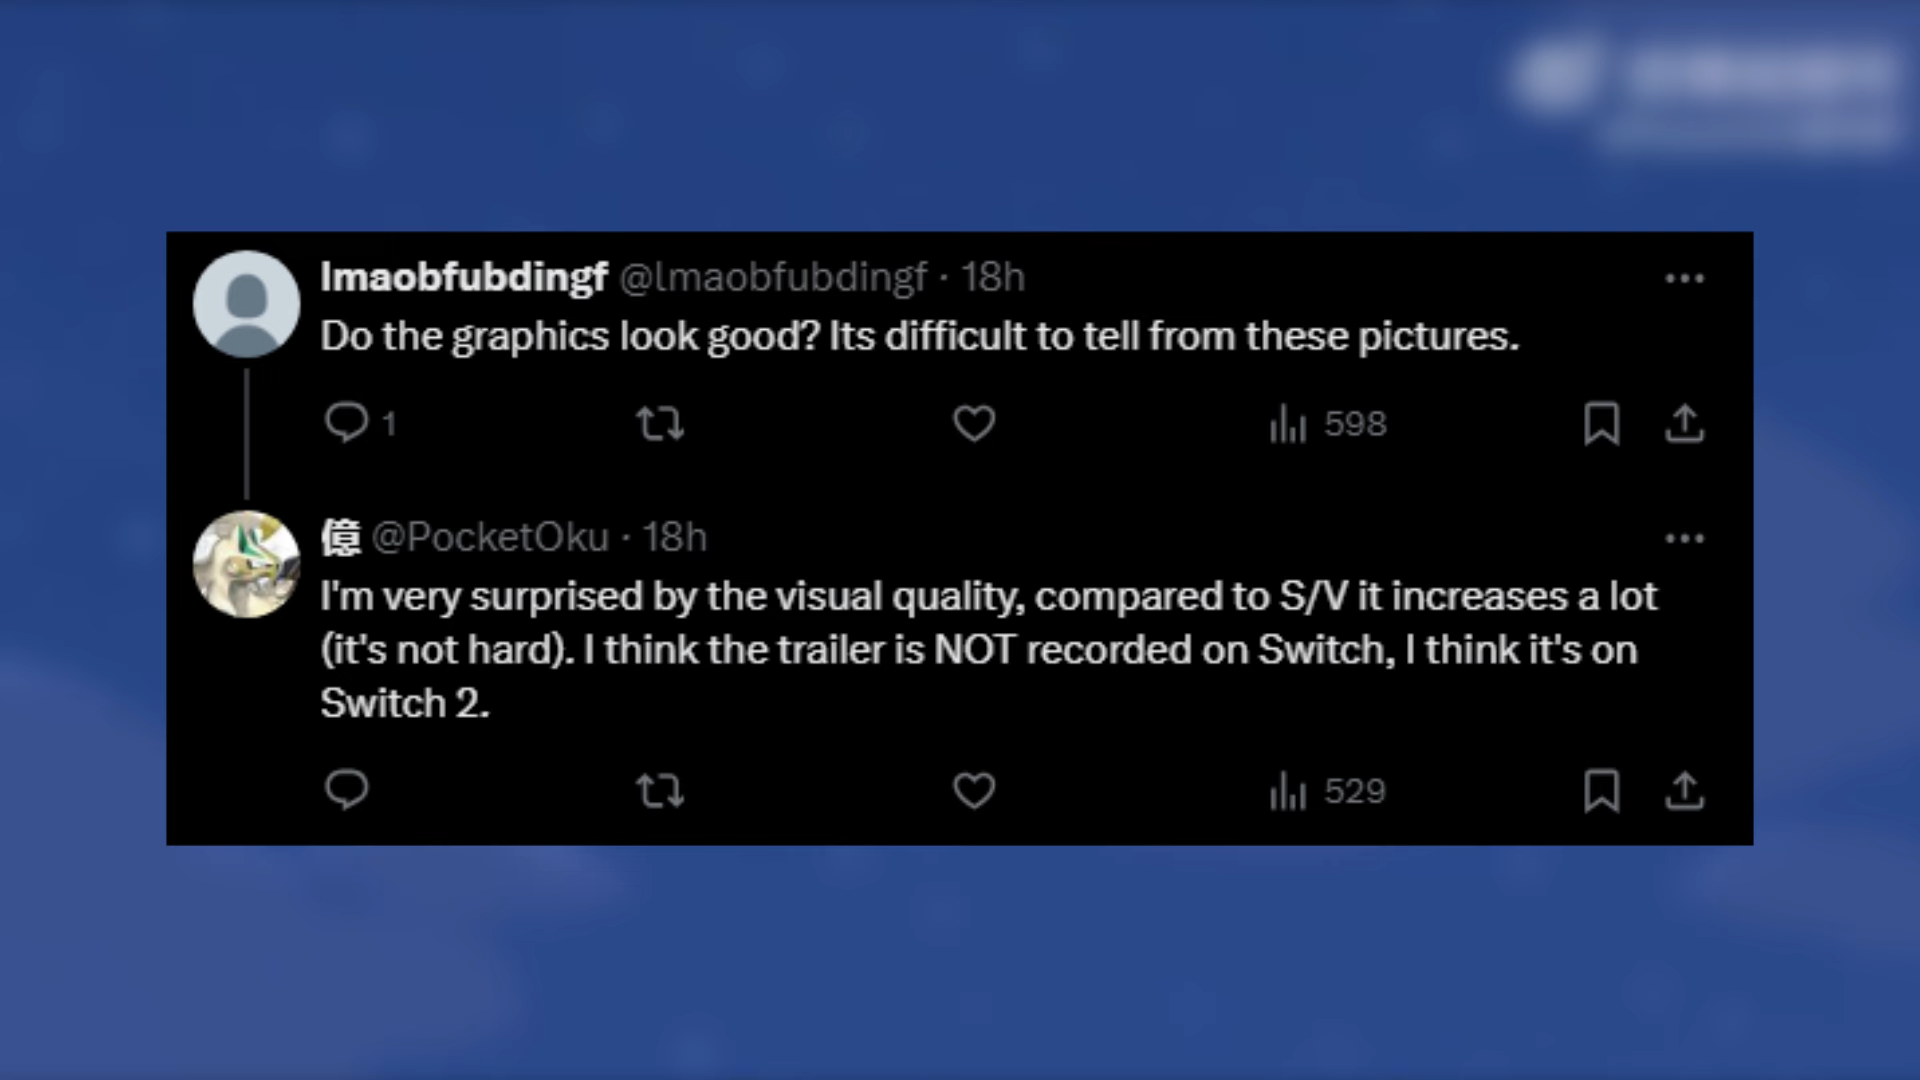 lmaobfubdingf @lmaobfubdingf · 18h
Do the graphics look good? Its difficult to tell from these pictures.
1
598
億 @PocketOku · 18h
I'm very surprised by the visual quality, compared to S/V it increases a lot
(it's not hard). I think the trailer is NOT recorded on Switch, I think it's on
Switch 2.
529